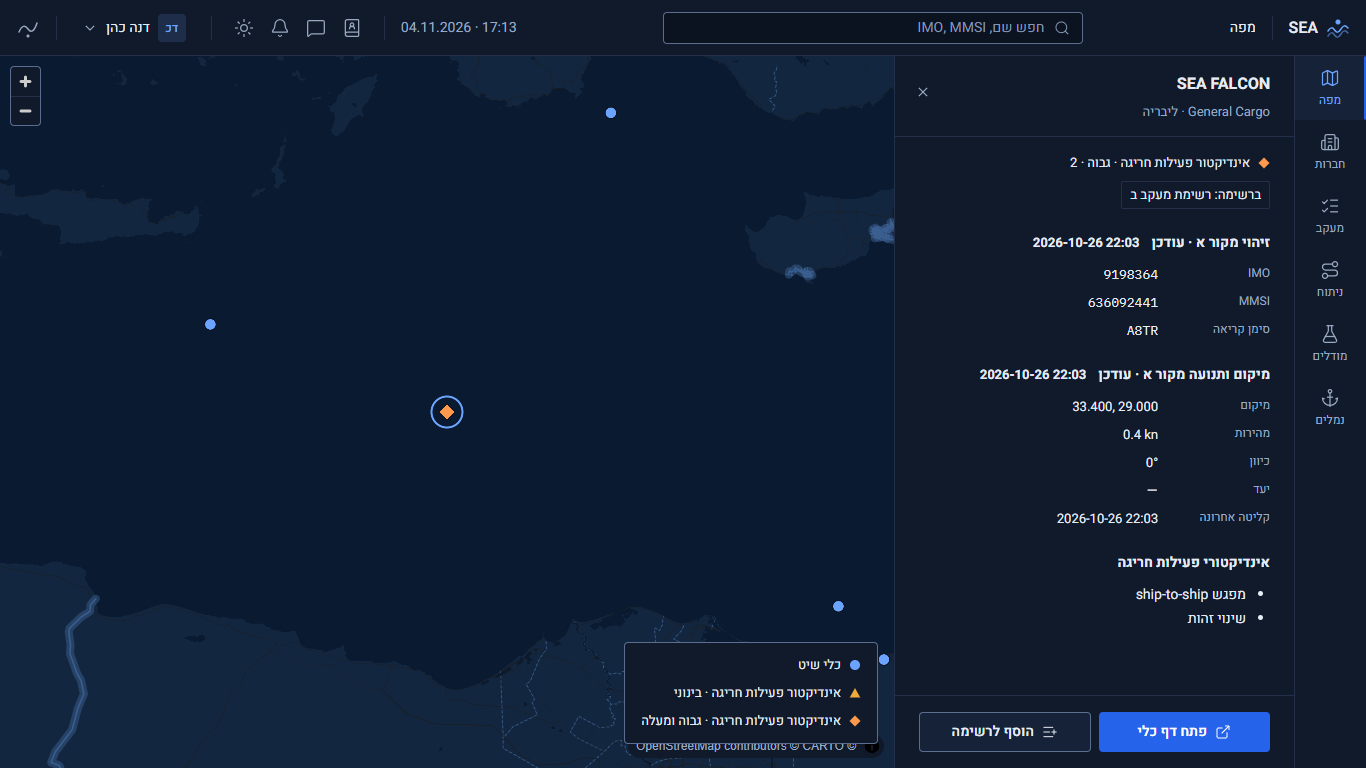 SEA
מפה
חפש שם, IMO, MMSI
04.11.2026 · 17:13
דכ
דנה כהן
מפה
חברות
מעקב
ניתוח
מודלים
נמלים
SEA FALCON
General Cargo · ליבריה
אינדיקטור פעילות חריגה · גבוה · 2
ברשימה: רשימת מעקב ב
זיהוי מקור א · עודכן 2026-10-26 22:03
IMO 9198364
MMSI 636092441
סימן קריאה A8TR
מיקום ותנועה מקור א · עודכן 2026-10-26 22:03
מיקום 33.400, 29.000
מהירות 0.4 kn
כיוון 0°
יעד —
קליטה אחרונה 2026-10-26 22:03
אינדיקטורי פעילות חריגה
• מפגש ship-to-ship
• שינוי זהות
פתח דף כלי
הוסף לרשימה
+
−
כלי שיט
אינדיקטור פעילות חריגה · בינוני
אינדיקטור פעילות חריגה · גבוה ומעלה
OpenStreetMap contributors © CARTO ©